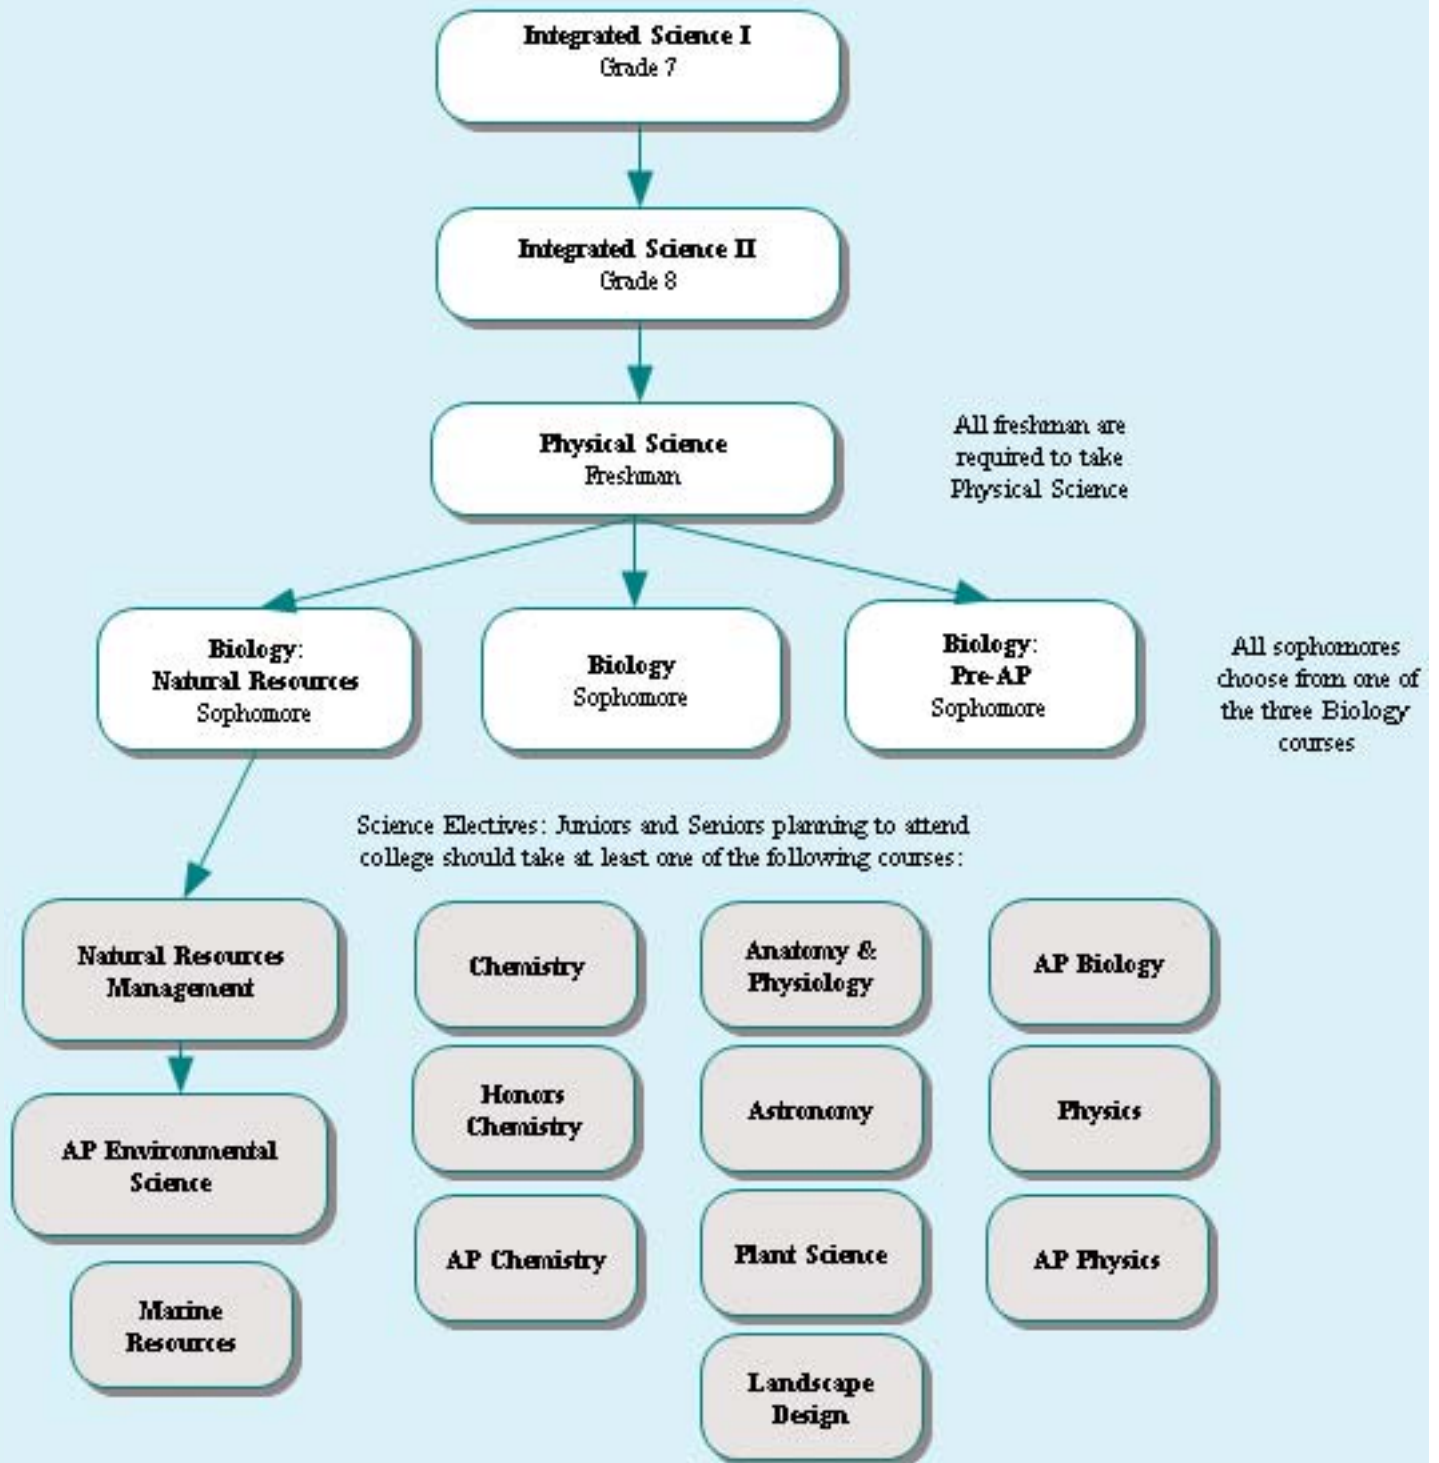 Integrated Science I
Grade 7
Integrated Science II
Grade 8
Physical Science
Freshman
All freshman are
required to take
Physical Science
Biology:
Natural Resources
Sophomore
Biology
Sophomore
Biology:
Pre-AP
Sophomore
All sophomores
choose from one of
the three Biology
courses
Science Electives: Juniors and Seniors planning to attend
college should take at least one of the following courses:
Natural Resources
Management
AP Environmental
Science
Marine
Resources
Chemistry
Honors
Chemistry
AP Chemistry
Anatomy &
Physiology
Astronomy
Plant Science
Landscape
Design
AP Biology
Physics
AP Physics